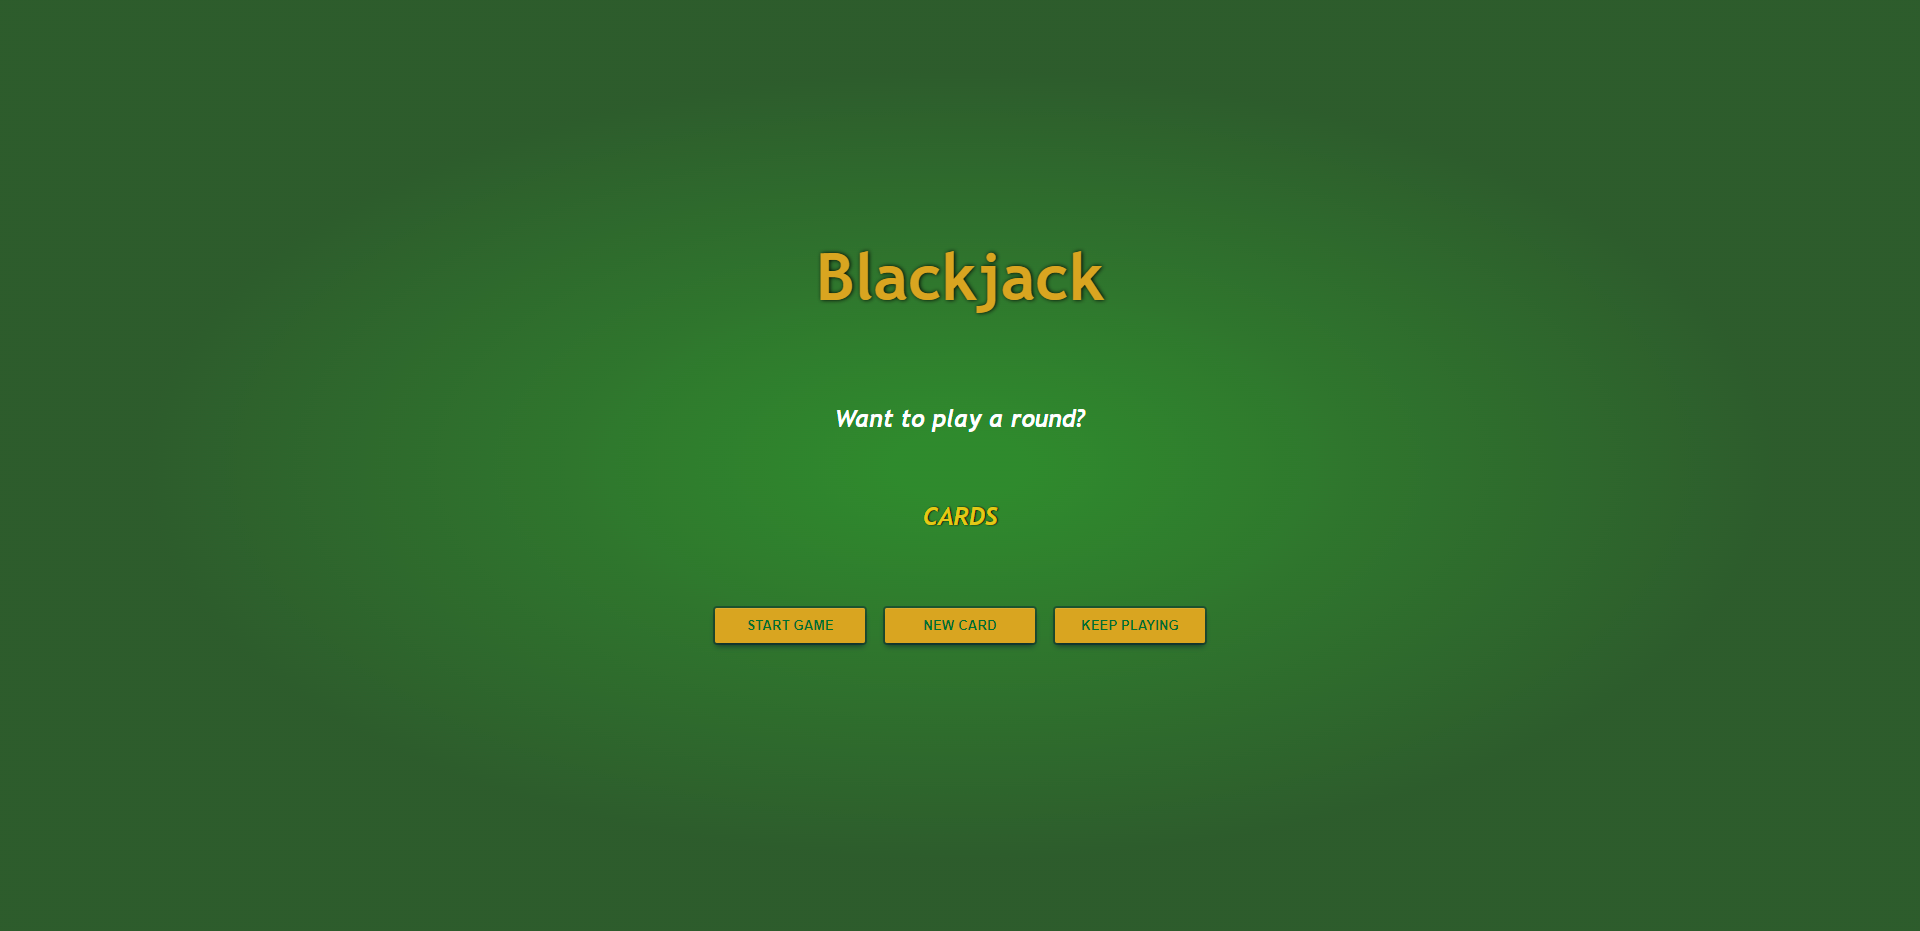 Blackjack
Want to play a round?
CARDS
START GAME
NEW CARD
KEEP PLAYING